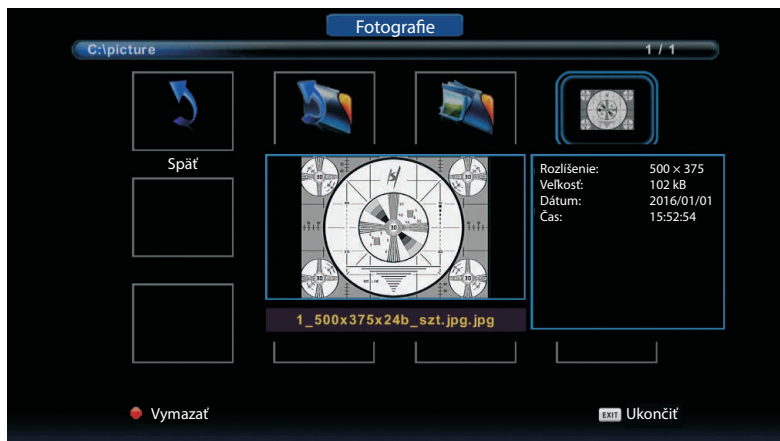 Fotografie
C:\picture
1 / 1
Späť
Rozlíšenie: 500 × 375
Veľkosť: 102 kB
Dátum: 2016/01/01
Čas: 15:52:54
1_500x375x24b_szt.jpg.jpg
Vymazať
EXIT Ukončiť